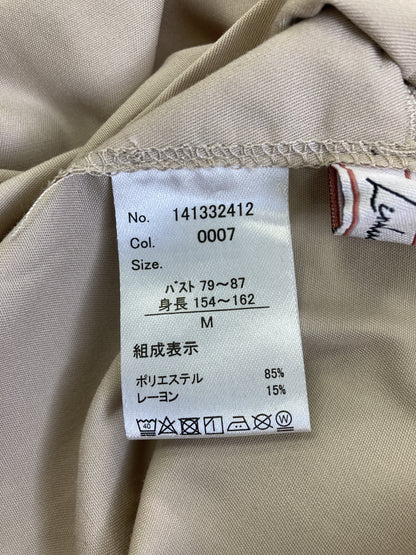 No. 141332412
Col. 0007
Size.
バスト 79〜87
身長 154〜162
M
組成表示
ポリエステル 85%
レーヨン 15%
40
W